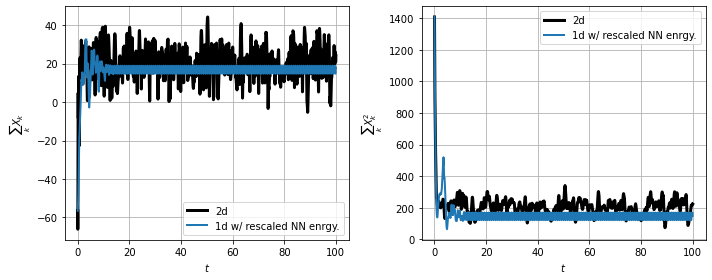 40
20
0
−20
−40
−60
∑ X_k
k
2d
1d w/ rescaled NN enrgy.
0 20 40 60 80 100
t
1400
1200
1000
800
600
400
200
0
∑ X_k^2
k
2d
1d w/ rescaled NN enrgy.
0 20 40 60 80 100
t